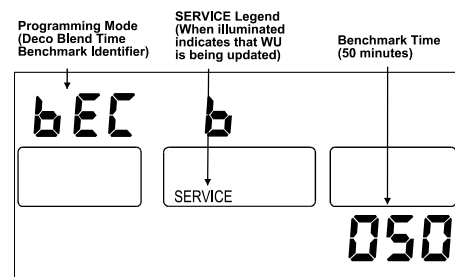 Programming Mode
(Deco Blend Time
Benchmark Identifier)
SERVICE Legend
(When illuminated
indicates that WU
is being updated)
Benchmark Time
(50 minutes)
bEC b
SERVICE
050